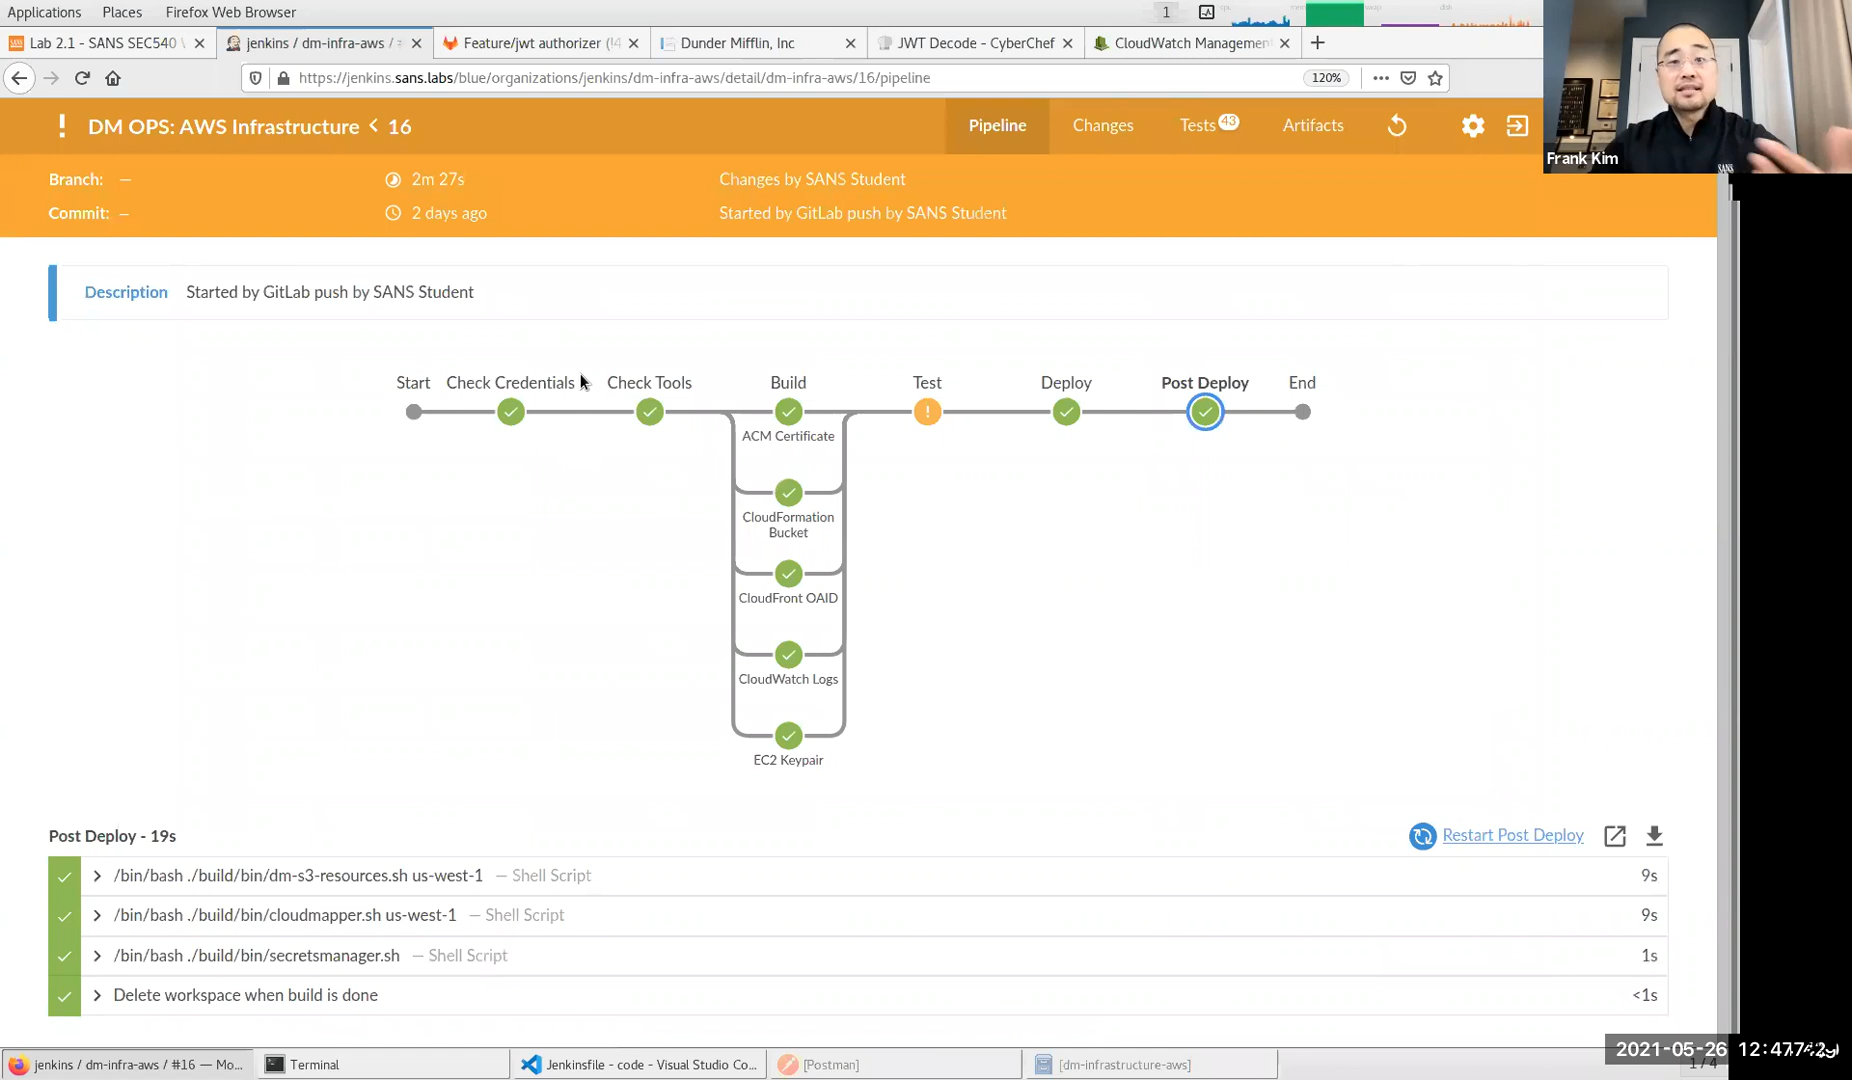 Applications Places Firefox Web Browser
1
Lab 2.1 - SANS SEC540
jenkins / dm-infra-aws /
Feature/jwt authorizer (!4
Dunder Mifflin, Inc
JWT Decode - CyberChef
CloudWatch Management
https://jenkins.sans.labs/blue/organizations/jenkins/dm-infra-aws/detail/dm-infra-aws/16/pipeline
120%
Frank Kim
! DM OPS: AWS Infrastructure < 16
Pipeline Changes Tests 43 Artifacts
Branch: — 2m 27s Changes by SANS Student
Commit: — 2 days ago Started by GitLab push by SANS Student
Description Started by GitLab push by SANS Student
Start Check Credentials Check Tools Build Test Deploy Post Deploy End
ACM Certificate
CloudFormation
Bucket
CloudFront OAID
CloudWatch Logs
EC2 Keypair
Post Deploy - 19s
Restart Post Deploy
/bin/bash ./build/bin/dm-s3-resources.sh us-west-1 — Shell Script 9s
/bin/bash ./build/bin/cloudmapper.sh us-west-1 — Shell Script 9s
/bin/bash ./build/bin/secretsmanager.sh — Shell Script 1s
Delete workspace when build is done <1s
jenkins / dm-infra-aws / #16 — Mo...
Terminal
Jenkinsfile - code - Visual Studio Co...
[Postman]
[dm-infrastructure-aws]
2021-05-26
1 / 4